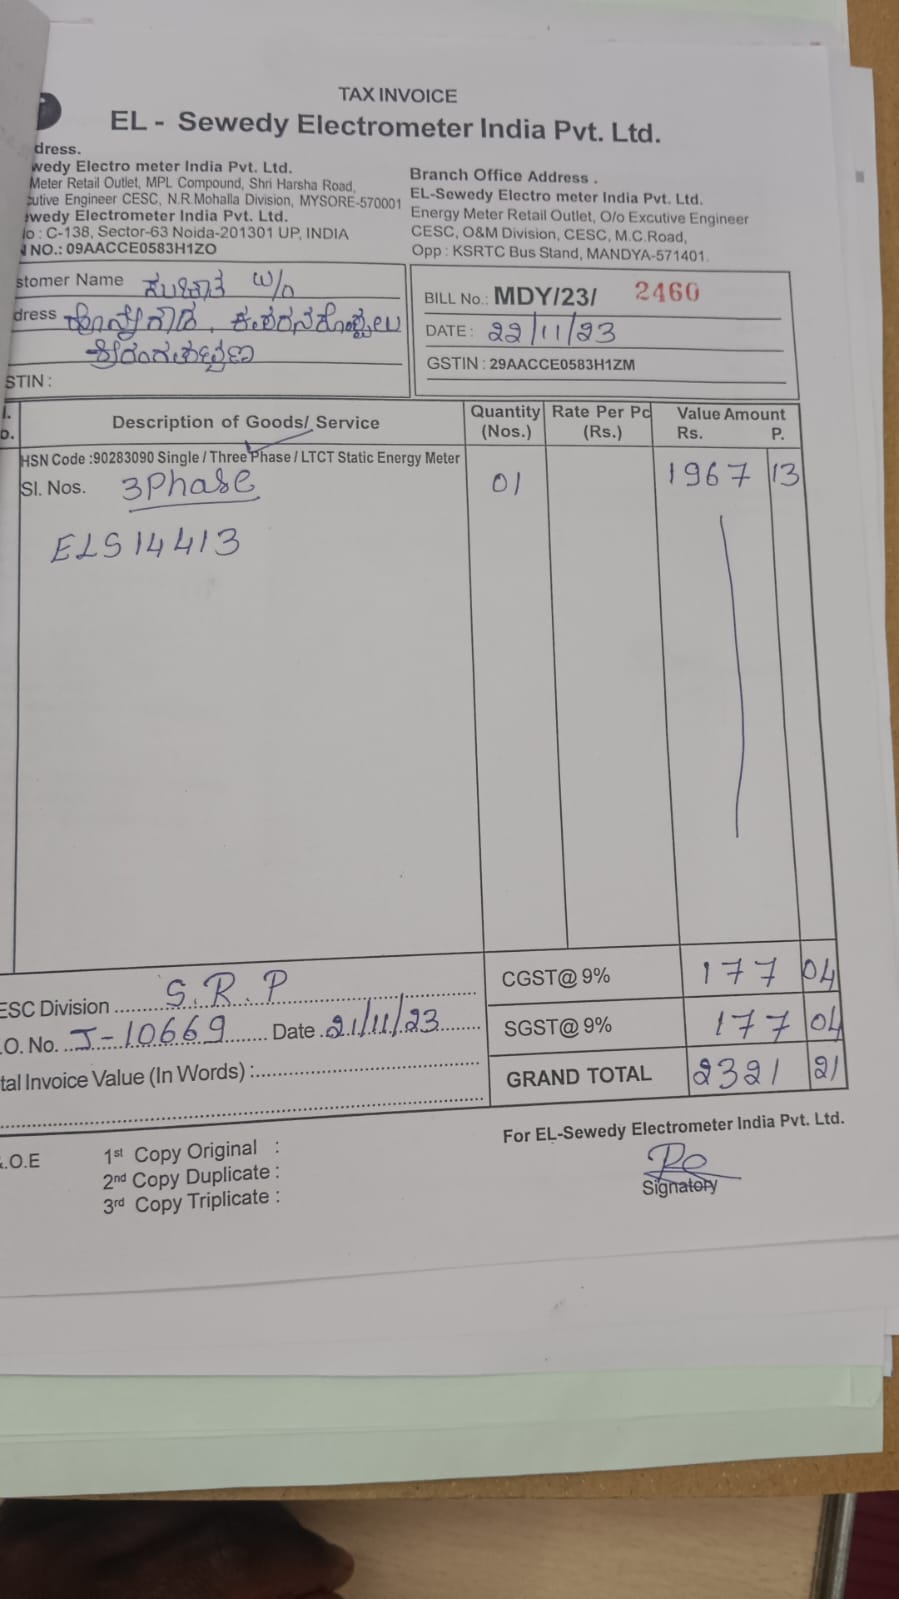 TAX INVOICE
EL - Sewedy Electrometer India Pvt. Ltd.
dress.
wedy Electro meter India Pvt. Ltd.
Meter Retail Outlet, MPL Compound, Shri Harsha Road,
cutive Engineer CESC, N.R.Mohalla Division, MYSORE-570001
ewedy Electrometer India Pvt. Ltd.
o : C-138, Sector-63 Noida-201301 UP, INDIA
NO.: 09AACCE0583H1ZO
Branch Office Address .
EL-Sewedy Electro meter India Pvt. Ltd.
Energy Meter Retail Outlet, O/o Excutive Engineer
CESC, O&M Division, CESC, M.C.Road,
Opp : KSRTC Bus Stand, MANDYA-571401.
stomer Name ಸುಜಾತ W/o
dress
ಶ್ರೀರಂಗಪಟ್ಟಣ
STIN :
BILL No.: MDY/23/ 2460
DATE : 22/11/23
GSTIN : 29AACCE0583H1ZM
Description of Goods/ Service Quantity (Nos.) Rate Per Pc (Rs.) Value Amount Rs. P.
HSN Code :90283090 Single / Three Phase / LTCT Static Energy Meter
Sl. Nos. 3 Phase 01 1967 13
ELS14413
ESC Division S.R.P CGST@ 9% 177 04
.O. No. J-10669 Date 21/11/23 SGST@ 9% 177 04
tal Invoice Value (In Words) : GRAND TOTAL 2321 21
For EL-Sewedy Electrometer India Pvt. Ltd.
.O.E 1st Copy Original :
2nd Copy Duplicate :
3rd Copy Triplicate :
Signatory